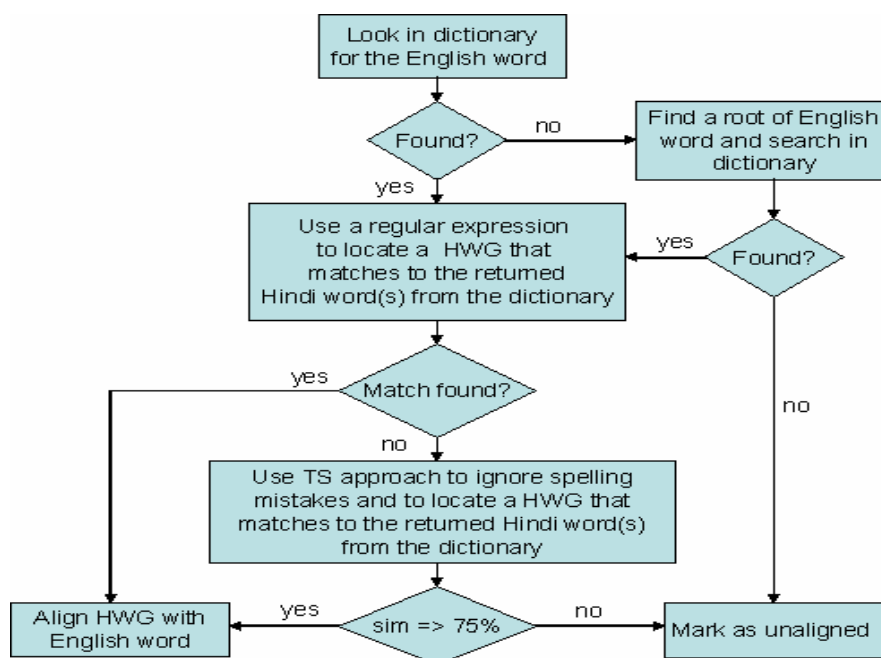 Look in dictionary
for the English word
Found?
no
Find a root of English
word and search in
dictionary
yes
Use a regular expression
to locate a HWG that
matches to the returned
Hindi word(s) from the dictionary
yes
Found?
yes
Match found?
no
no
Use TS approach to ignore spelling
mistakes and to locate a HWG that
matches to the returned Hindi word(s)
from the dictionary
Align HWG with
English word
yes
sim => 75%
no
Mark as unaligned